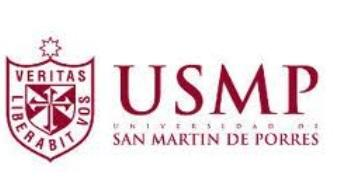 VERITAS
LIBERABIT VOS
USMP
UNIVERSIDAD DE
SAN MARTIN DE PORRES